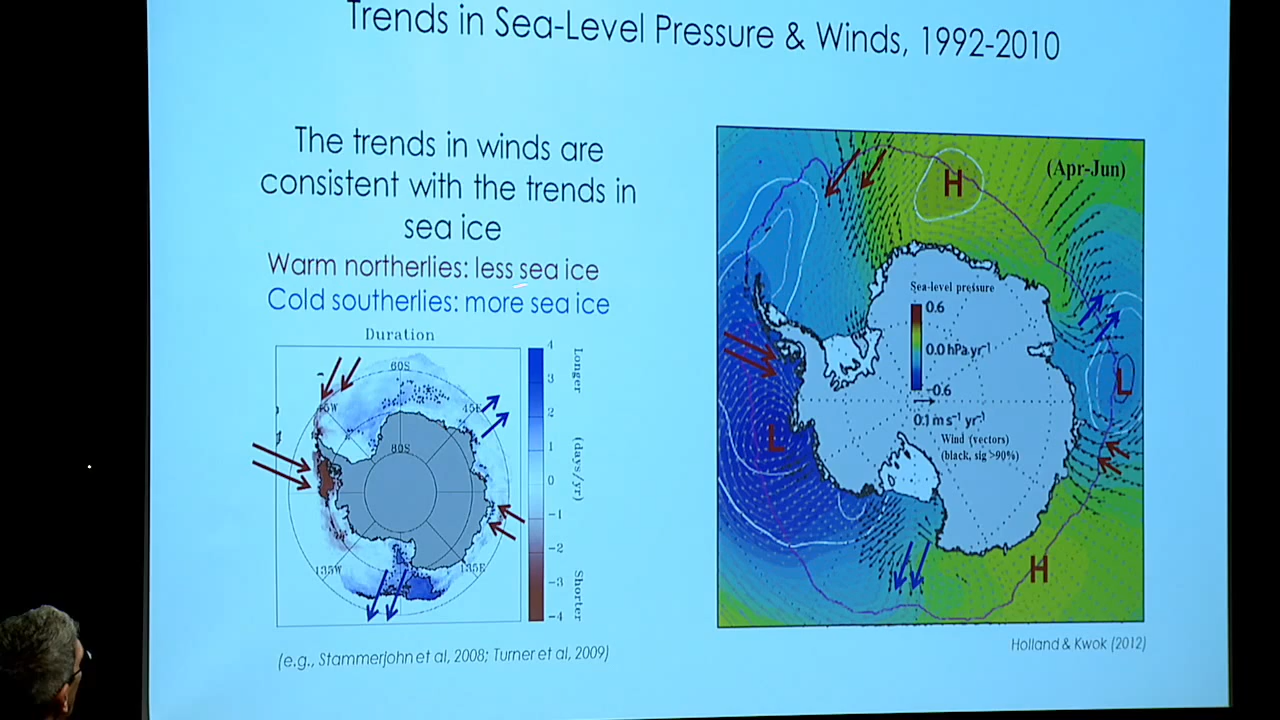 Trends in Sea-Level Pressure & Winds, 1992-2010
The trends in winds are
consistent with the trends in
sea ice
Warm northerlies: less sea ice
Cold southerlies: more sea ice
Duration
60S
45W
45E
80S
135W
135E
4
3
2
1
0
-1
-2
-3
-4
Longer
(days/yr)
Shorter
(e.g., Stammerjohn et al, 2008; Turner et al, 2009)
(Apr-Jun)
H
L
L
H
Sea-level pressure
0.6
0.0 hPa yr⁻¹
-0.6
0.1 m s⁻¹ yr⁻¹
Wind (vectors)
(black, sig >90%)
Holland & Kwok (2012)